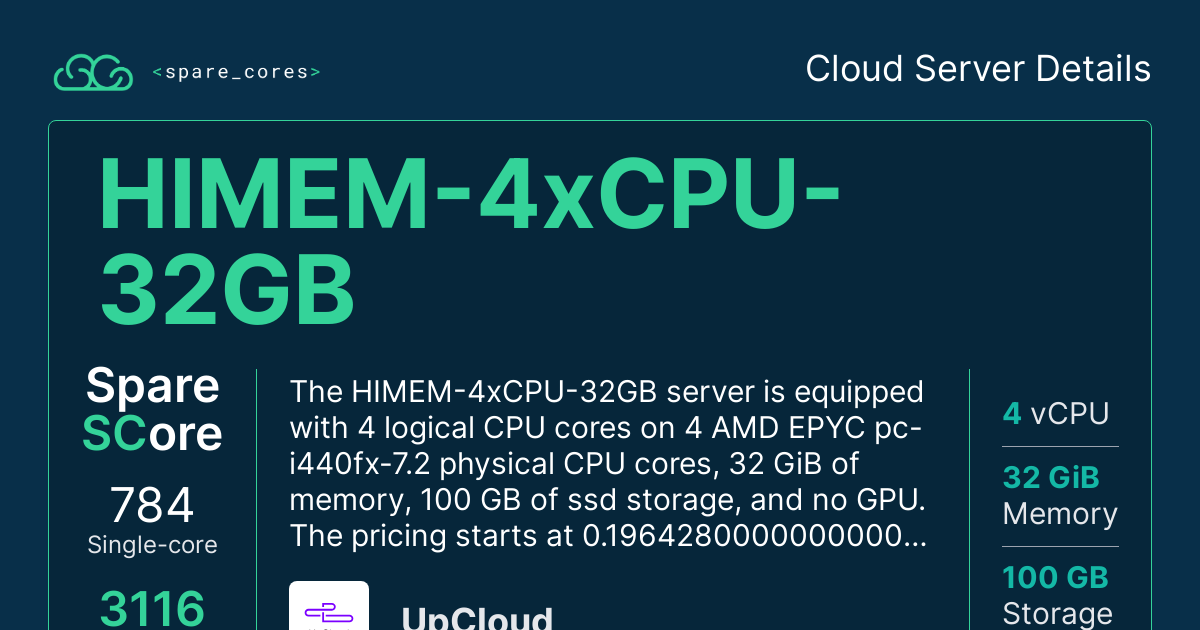 <spare_cores>
Cloud Server Details
HIMEM-4xCPU-
32GB
Spare
SCore
784
Single-core
3116
The HIMEM-4xCPU-32GB server is equipped
with 4 logical CPU cores on 4 AMD EPYC pc-
i440fx-7.2 physical CPU cores, 32 GiB of
memory, 100 GB of ssd storage, and no GPU.
The pricing starts at 0.1964280000000000...
UpCloud
4 vCPU
32 GiB
Memory
100 GB
Storage